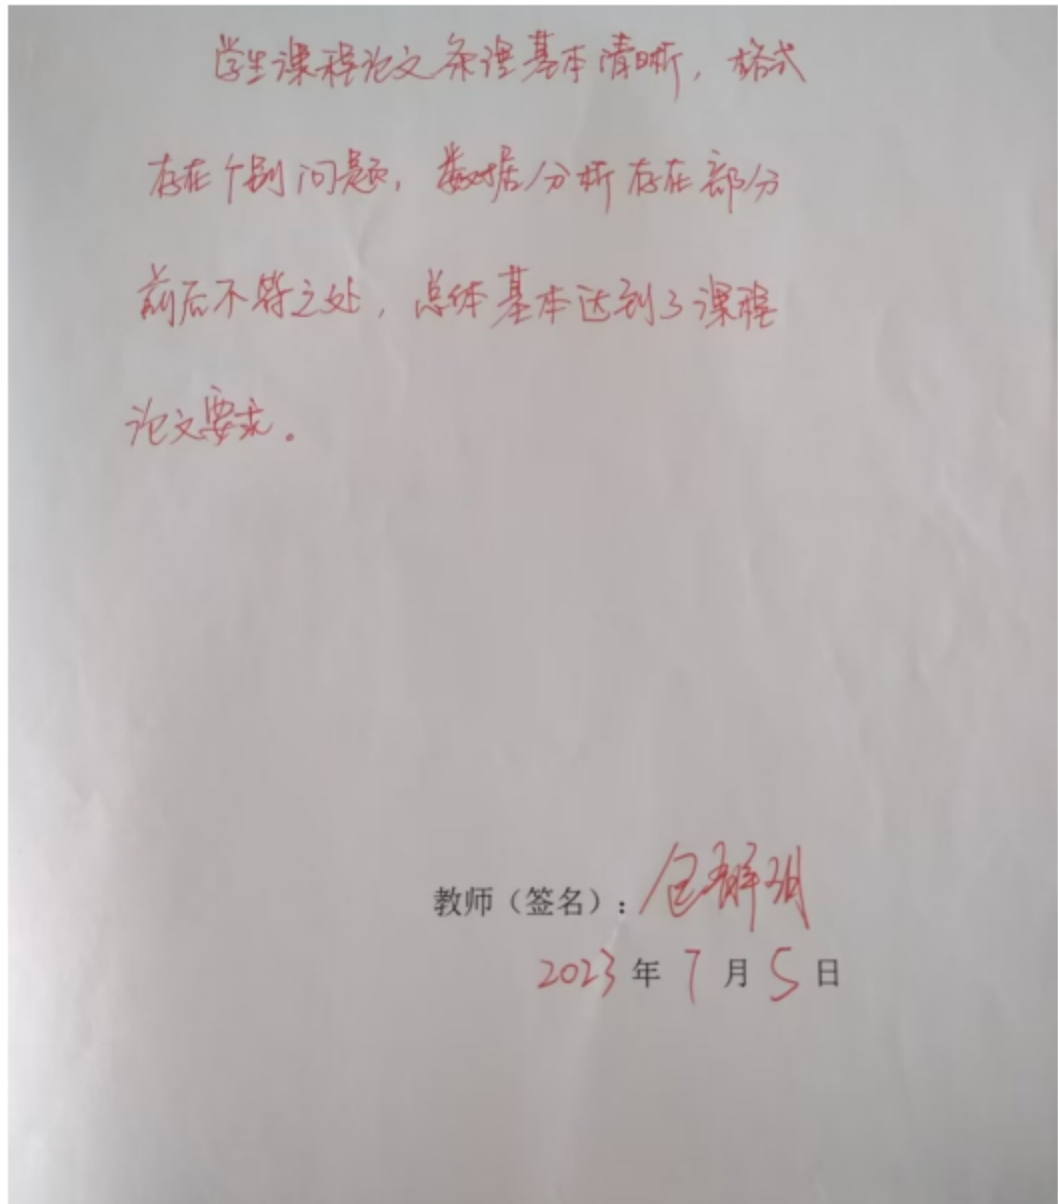 学生课程论文条理基本清晰，格式
存在个别问题，数据分析存在部分
前后不符之处，总体基本达到了课程
论文要求。
教师（签名）：
2023年7月5日